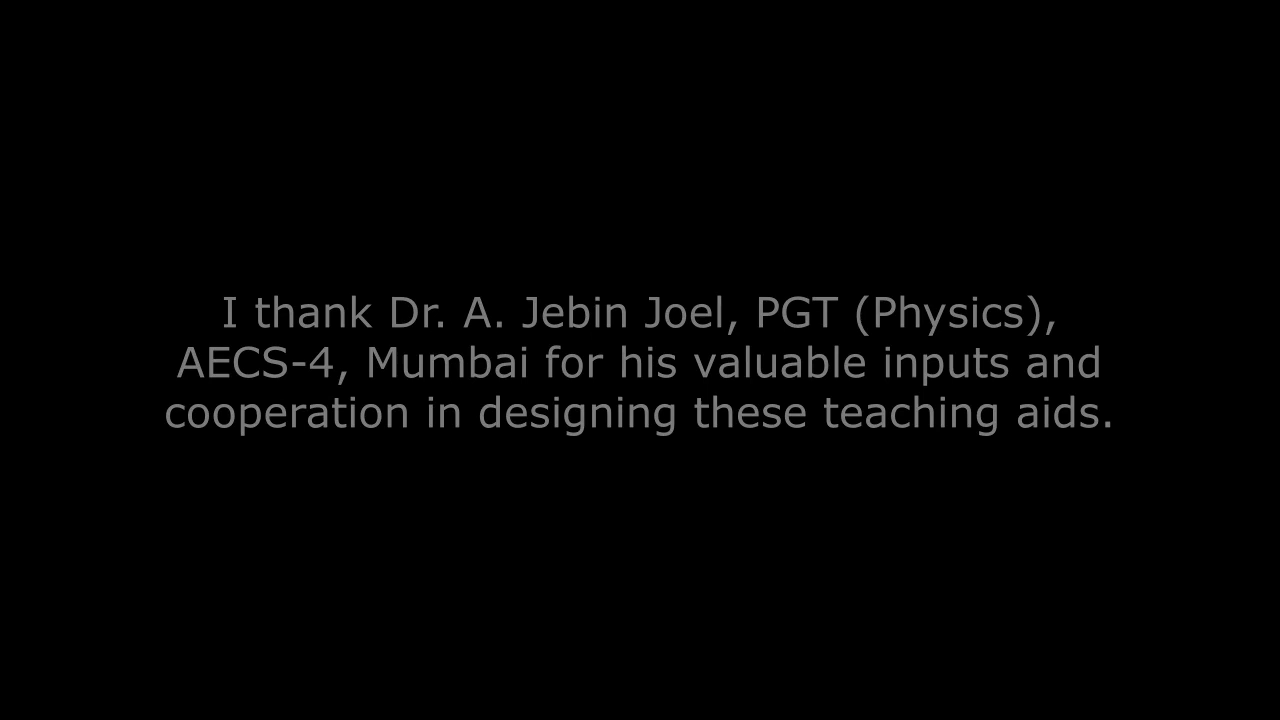 I thank Dr. A. Jebin Joel, PGT (Physics),
AECS-4, Mumbai for his valuable inputs and
cooperation in designing these teaching aids.